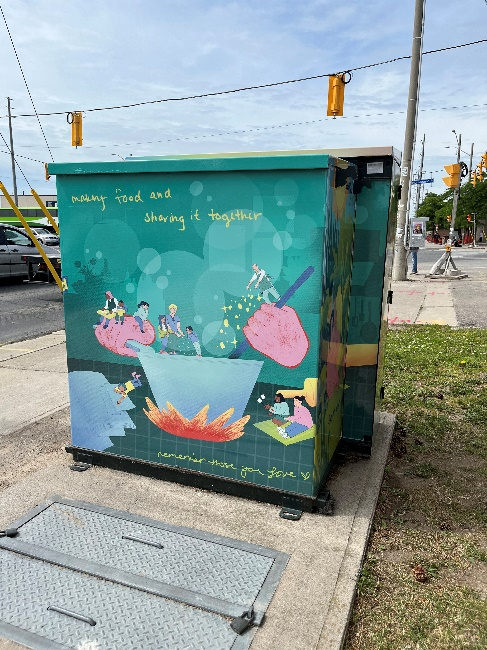 making food and
sharing it together
remember those you love